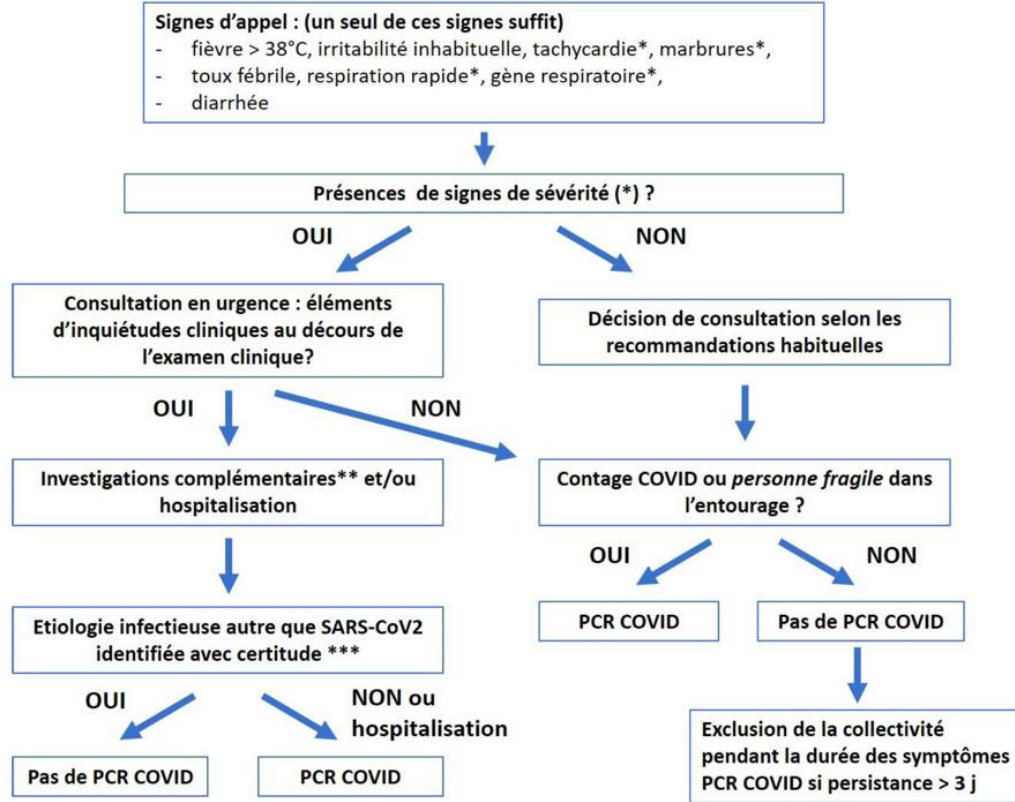 Signes d’appel : (un seul de ces signes suffit)
- fièvre > 38°C, irritabilité inhabituelle, tachycardie*, marbrures*,
- toux fébrile, respiration rapide*, gène respiratoire*,
- diarrhée
Présences de signes de sévérité (*) ?
OUI
NON
Consultation en urgence : éléments
d’inquiétudes cliniques au décours de
l’examen clinique?
Décision de consultation selon les
recommandations habituelles
OUI
NON
Investigations complémentaires** et/ou
hospitalisation
Contage COVID ou personne fragile dans
l’entourage ?
OUI
NON
PCR COVID
Pas de PCR COVID
Etiologie infectieuse autre que SARS-CoV2
identifiée avec certitude ***
OUI
NON ou
hospitalisation
Pas de PCR COVID
PCR COVID
Exclusion de la collectivité
pendant la durée des symptômes
PCR COVID si persistance > 3 j